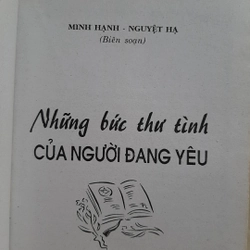 MINH HẠNH - NGUYỆT HẠ
(Biên soạn)
Những bức thư tình
CỦA NGƯỜI ĐANG YÊU